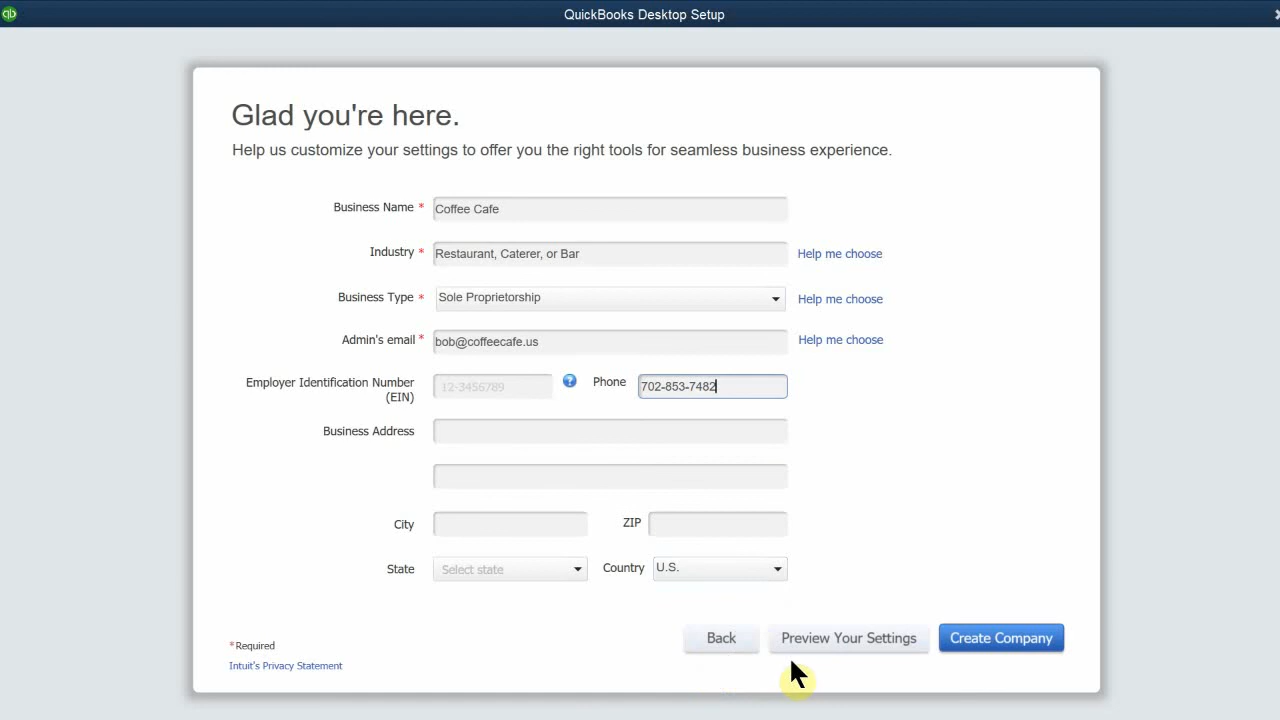 qb
QuickBooks Desktop Setup
Glad you're here.
Help us customize your settings to offer you the right tools for seamless business experience.
Business Name * Coffee Cafe
Industry * Restaurant, Caterer, or Bar Help me choose
Business Type * Sole Proprietorship Help me choose
Admin's email * bob@coffeecafe.us Help me choose
Employer Identification Number (EIN) 12-3456789 ? Phone 702-853-7482
Business Address
City ZIP
State Select state Country U.S.
Back Preview Your Settings Create Company
*Required
Intuit's Privacy Statement